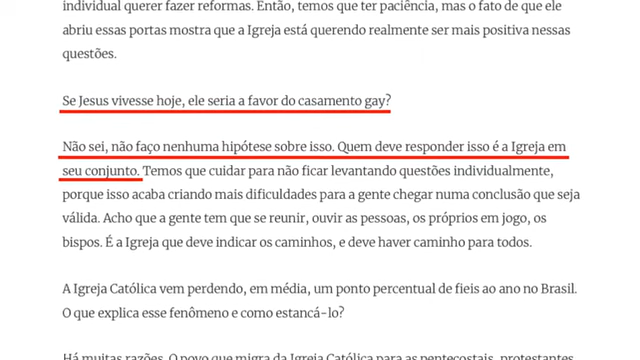 individual querer fazer reformas. Então, temos que ter paciência, mas o fato de que ele
abriu essas portas mostra que a Igreja está querendo realmente ser mais positiva nessas
questões.
Se Jesus vivesse hoje, ele seria a favor do casamento gay?
Não sei, não faço nenhuma hipótese sobre isso. Quem deve responder isso é a Igreja em
seu conjunto. Temos que cuidar para não ficar levantando questões individualmente,
porque isso acaba criando mais dificuldades para a gente chegar numa conclusão que seja
válida. Acho que a gente tem que se reunir, ouvir as pessoas, os próprios em jogo, os
bispos. É a Igreja que deve indicar os caminhos, e deve haver caminho para todos.
A Igreja Católica vem perdendo, em média, um ponto percentual de fieis ao ano no Brasil.
O que explica esse fenômeno e como estancá-lo?
Há muitas razões. O povo que migra da Igreja Católica para as pentecostais, protestantes